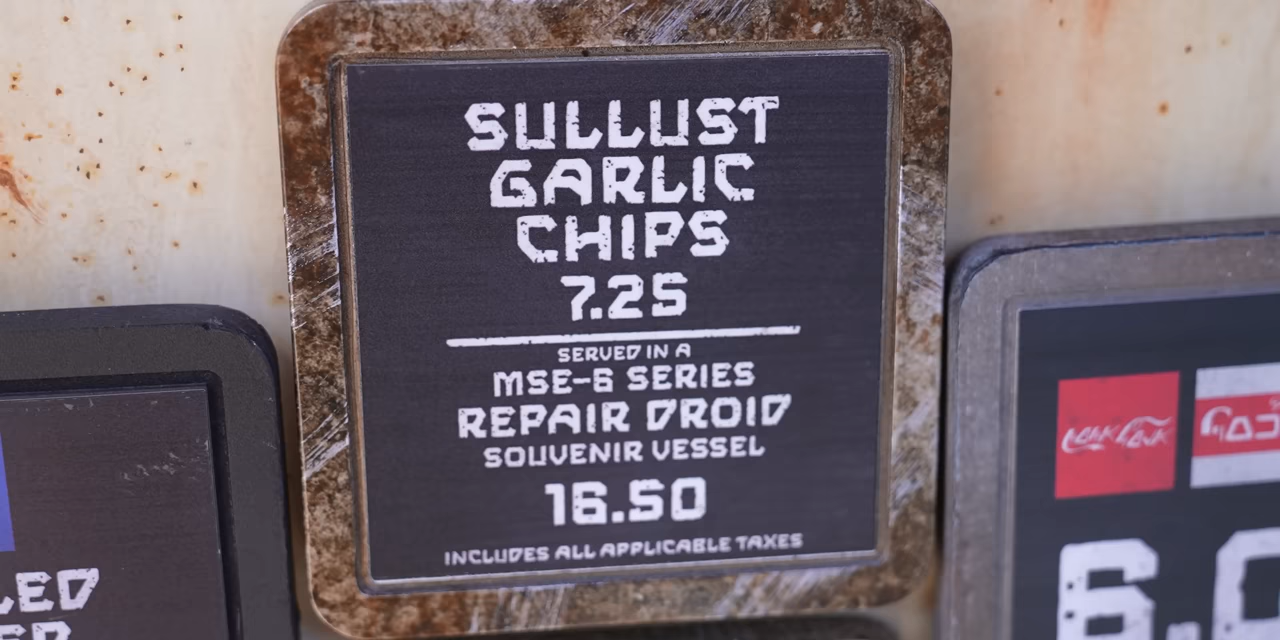 SULLUST
GARLIC
CHIPS
7.25
SERVED IN A
MSE-6 SERIES
REPAIR DROID
SOUVENIR VESSEL
16.50
INCLUDES ALL APPLICABLE TAXES